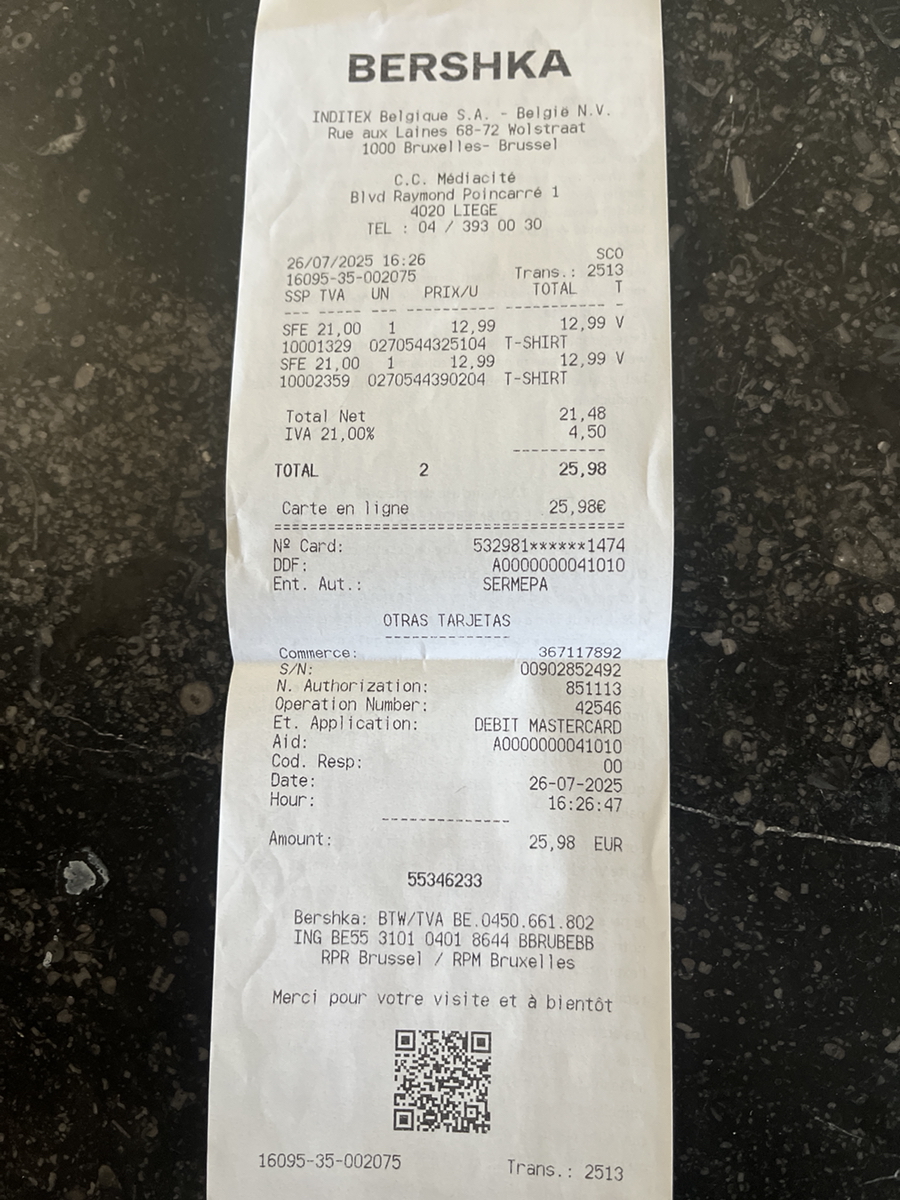 BERSHKA
INDITEX Belgique S.A. - België N.V.
Rue aux Laines 68-72 Wolstraat
1000 Bruxelles- Brussel
C.C. Médiacité
Blvd Raymond Poincarré 1
4020 LIEGE
TEL : 04 / 393 00 30
26/07/2025 16:26 SCO
16095-35-002075 Trans.: 2513
SSP TVA UN PRIX/U TOTAL T
--- ----- --- ---------- ----------- -
SFE 21,00 1 12,99 12,99 V
10001329 0270544325104 T-SHIRT
SFE 21,00 1 12,99 12,99 V
10002359 0270544390204 T-SHIRT
Total Net 21,48
IVA 21,00% 4,50
----------
TOTAL 2 25,98
Carte en ligne 25,98€
==========================================
Nº Card: 532981******1474
DDF: A0000000041010
Ent. Aut.: SERMEPA
OTRAS TARJETAS
-------------
Commerce: 367117892
S/N: 00902852492
N. Authorization: 851113
Operation Number: 42546
Et. Application: DEBIT MASTERCARD
Aid: A0000000041010
Cod. Resp: 00
Date: 26-07-2025
Hour: 16:26:47
-------------
Amount: 25,98 EUR
55346233
Bershka: BTW/TVA BE.0450.661.802
ING BE55 3101 0401 8644 BBRUBEBB
RPR Brussel / RPM Bruxelles
Merci pour votre visite et à bientôt
16095-35-002075 Trans.: 2513